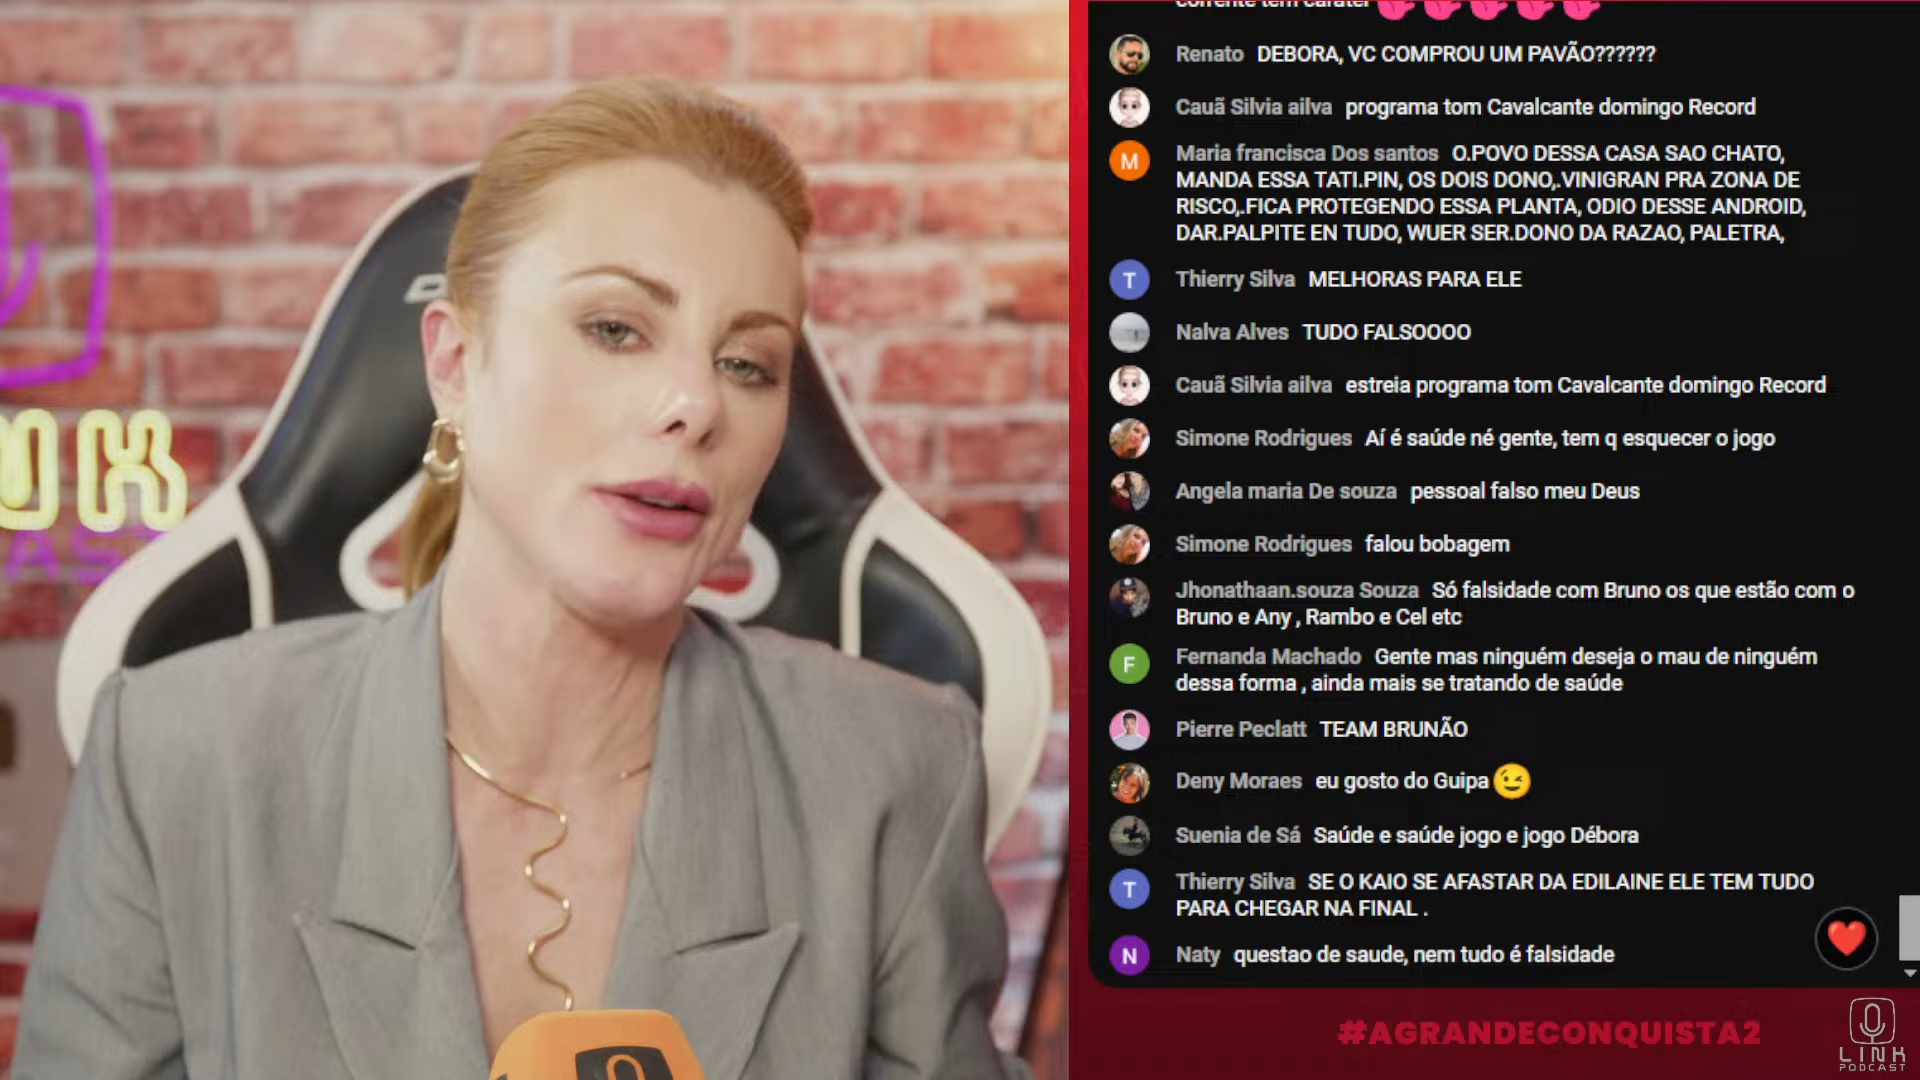 corrente tem caráter
Renato DEBORA, VC COMPROU UM PAVÃO??????
Cauã Silvia ailva programa tom Cavalcante domingo Record
Maria francisca Dos santos O.POVO DESSA CASA SAO CHATO,
MANDA ESSA TATI.PIN, OS DOIS DONO,.VINIGRAN PRA ZONA DE
RISCO,.FICA PROTEGENDO ESSA PLANTA, ODIO DESSE ANDROID,
DAR.PALPITE EN TUDO, WUER SER.DONO DA RAZAO, PALETRA,
M
T
Thierry Silva MELHORAS PARA ELE
Nalva Alves TUDO FALSOOOO
Cauã Silvia ailva estreia programa tom Cavalcante domingo Record
Simone Rodrigues Aí é saúde né gente, tem q esquecer o jogo
Angela maria De souza pessoal falso meu Deus
Simone Rodrigues falou bobagem
Jhonathaan.souza Souza Só falsidade com Bruno os que estão com o
Bruno e Any , Rambo e Cel etc
F
Fernanda Machado Gente mas ninguém deseja o mau de ninguém
dessa forma , ainda mais se tratando de saúde
Pierre Peclatt TEAM BRUNÃO
Deny Moraes eu gosto do Guipa😉
Suenia de Sá Saúde e saúde jogo e jogo Débora
T
Thierry Silva SE O KAIO SE AFASTAR DA EDILAINE ELE TEM TUDO
PARA CHEGAR NA FINAL .
N
Naty questao de saude, nem tudo é falsidade
#AGRANDECONQUISTA2
LINK
PODCAST